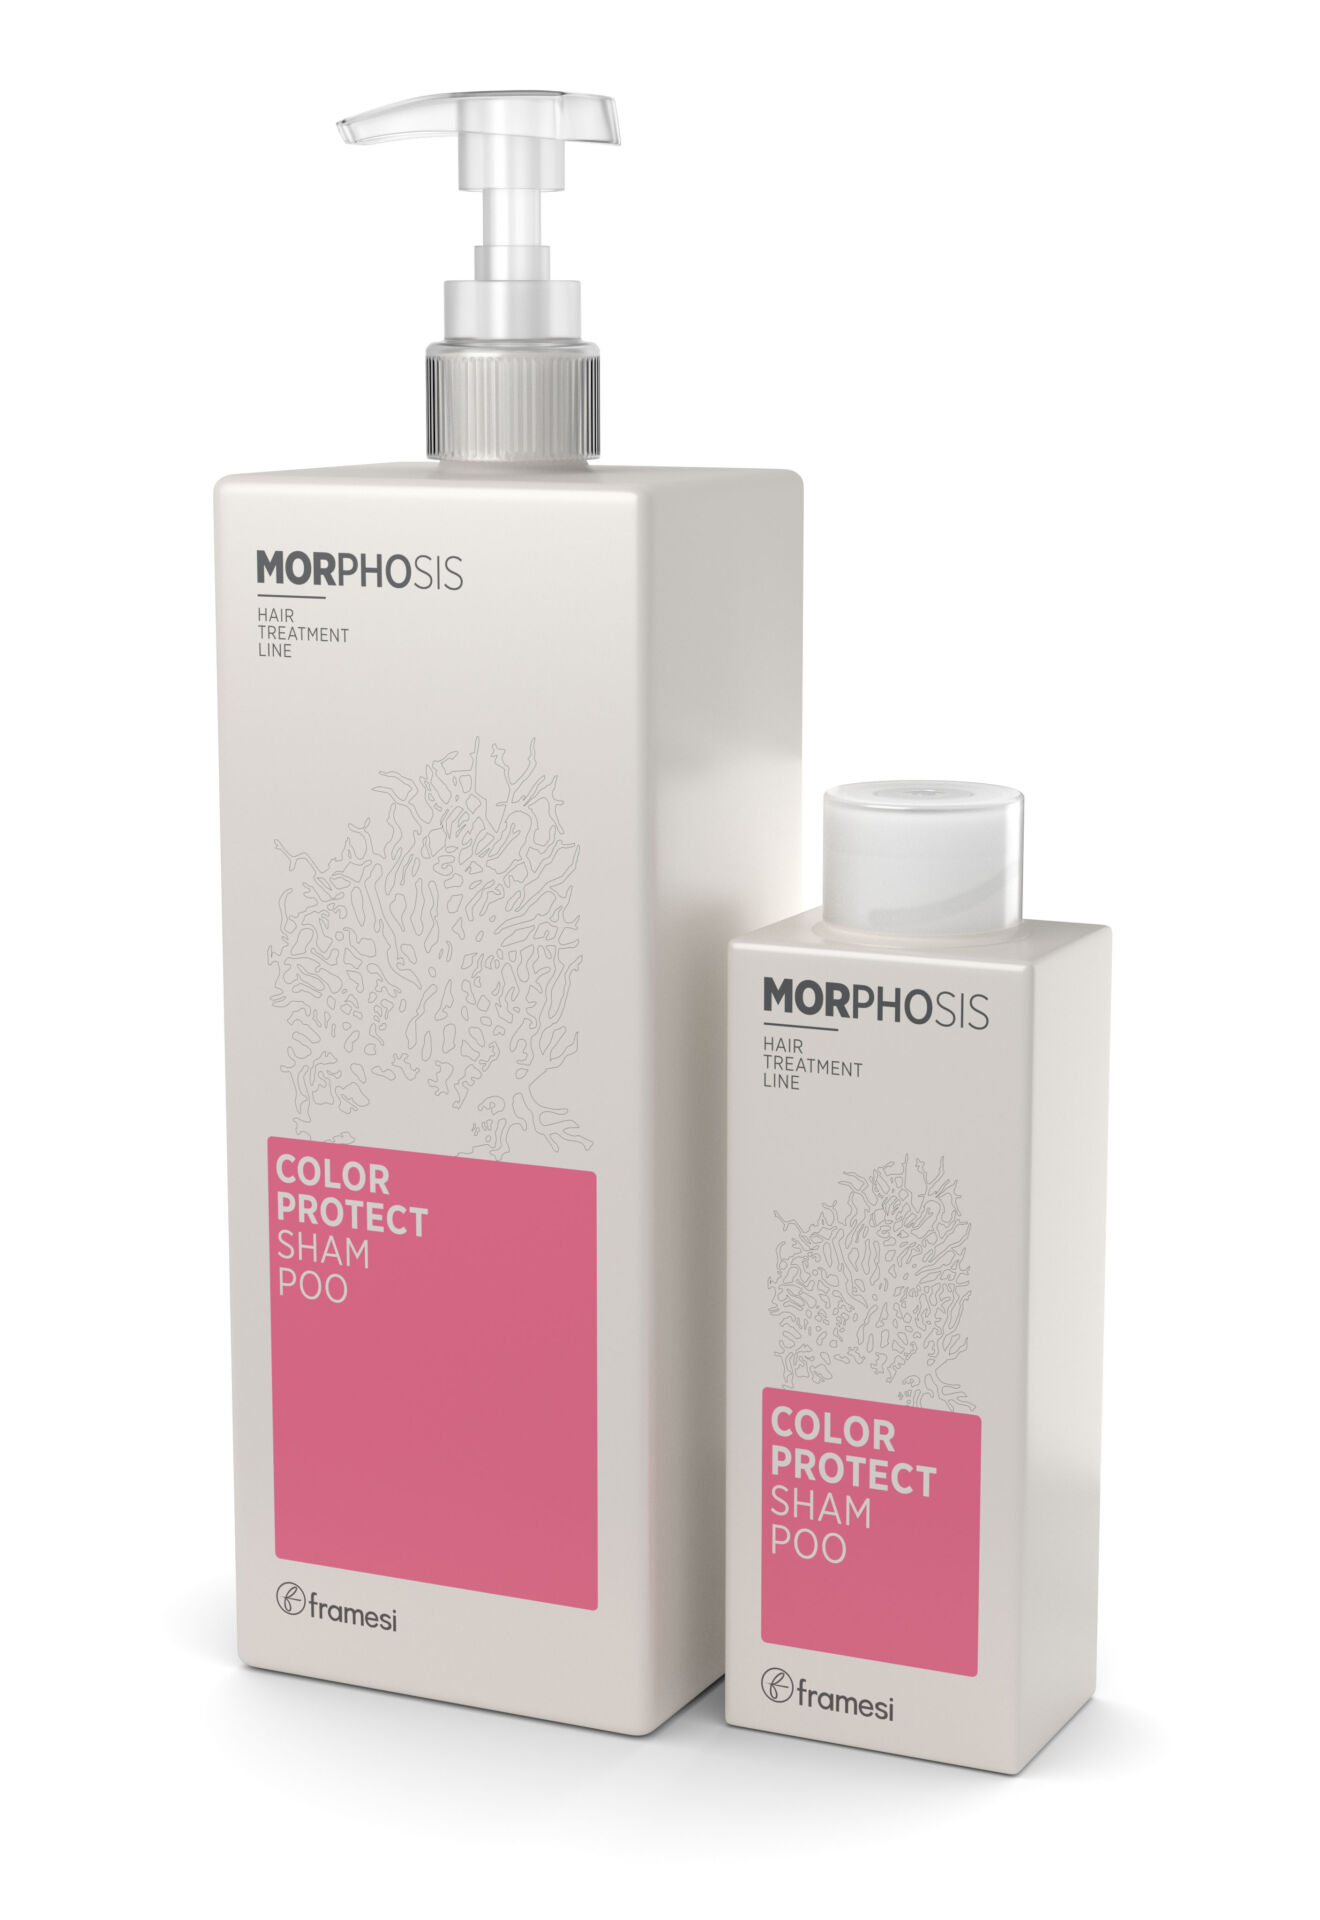 MORPHOSIS
HAIR
TREATMENT
LINE
COLOR
PROTECT
SHAM
POO
framesi
MORPHOSIS
HAIR
TREATMENT
LINE
COLOR
PROTECT
SHAM
POO
framesi